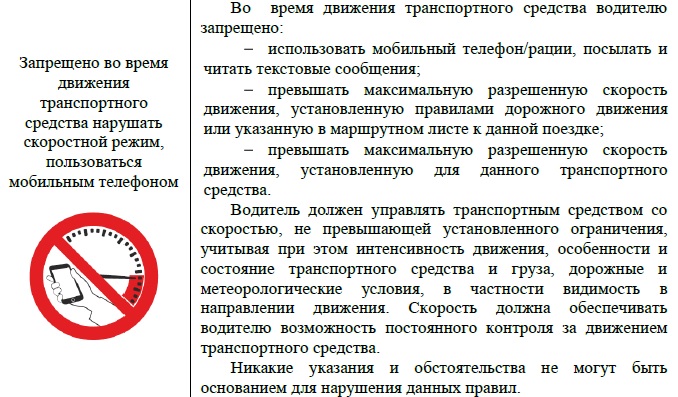 Запрещено во время
движения
транспортного
средства нарушать
скоростной режим,
пользоваться
мобильным телефоном
Во время движения транспортного средства водителю
запрещено:
– использовать мобильный телефон/рации, посылать и
читать текстовые сообщения;
– превышать максимальную разрешенную скорость
движения, установленную правилами дорожного движения
или указанную в маршрутном листе к данной поездке;
– превышать максимальную разрешенную скорость
движения, установленную для данного транспортного
средства.
Водитель должен управлять транспортным средством со
скоростью, не превышающей установленного ограничения,
учитывая при этом интенсивность движения, особенности и
состояние транспортного средства и груза, дорожные и
метеорологические условия, в частности видимость в
направлении движения. Скорость должна обеспечивать
водителю возможность постоянного контроля за движением
транспортного средства.
Никакие указания и обстоятельства не могут быть
основанием для нарушения данных правил.